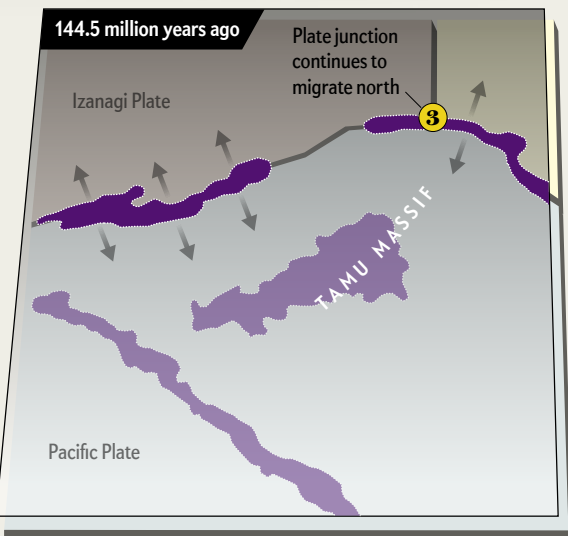 144.5 million years ago
Plate junction
continues to
migrate north
Izanagi Plate
3
TAMU MASSIF
Pacific Plate